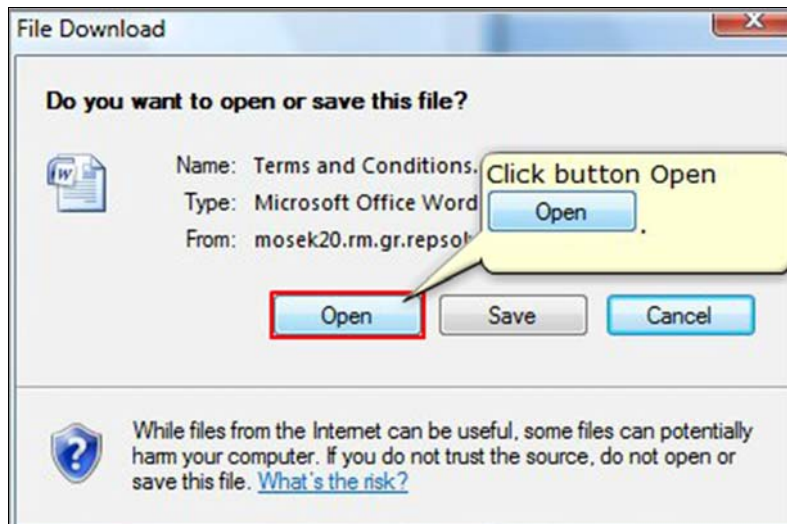 File Download
Do you want to open or save this file?
Name: Terms and Conditions.
Type: Microsoft Office Word
From: mosek20.rm.gr.repsol
Click button Open
Open .
Open Save Cancel
While files from the Internet can be useful, some files can potentially
harm your computer. If you do not trust the source, do not open or
save this file. What's the risk?